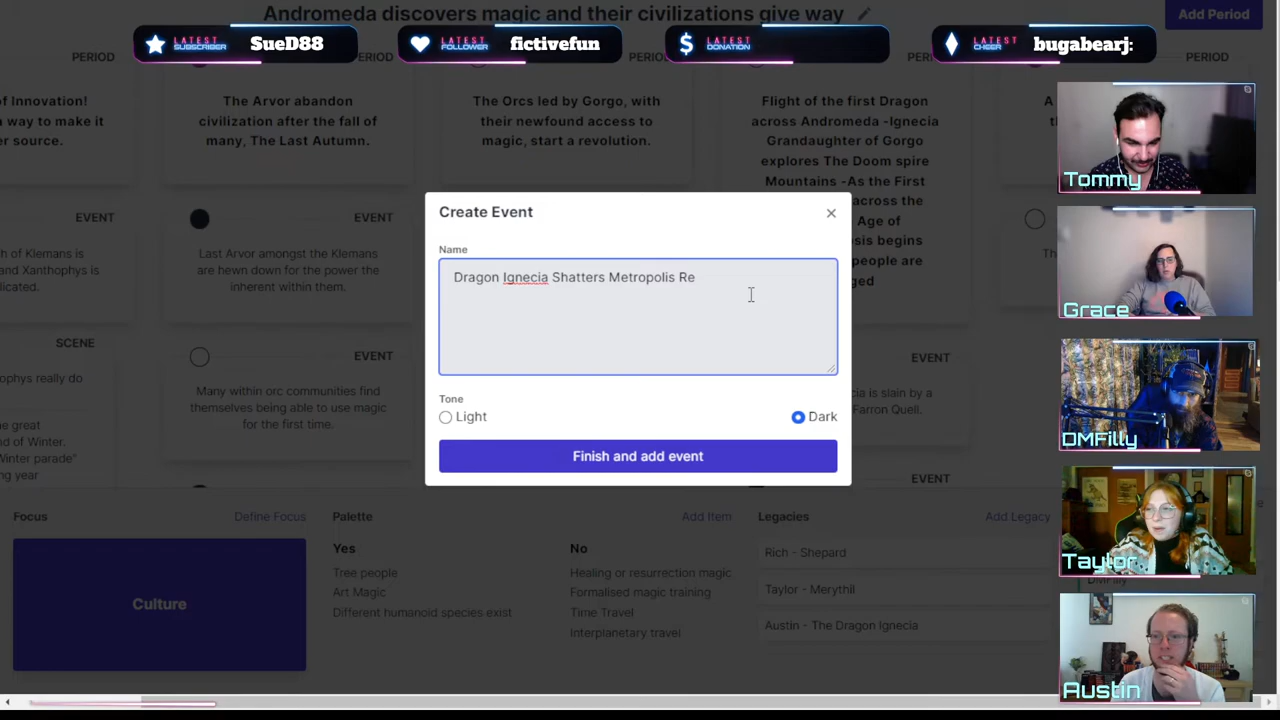 Andromeda discovers magic and their civilizations give way
Add Period
LATEST SUBSCRIBER
SueD88
LATEST FOLLOWER
fictivefun
LATEST DONATION
LATEST CHEER
bugabearj:
PERIOD
PERIOD
PERIOD
PERIOD
of Innovation!
way to make it
er source.
The Arvor abandon
civilization after the fall of
many, The Last Autumn.
The Orcs led by Gorgo, with
their newfound access to
magic, start a revolution.
Flight of the first Dragon
across Andromeda -Ignecia
Grandaughter of Gorgo
explores The Doom spire
Mountains -As the First
across the
Age of
sis begins
people are
ged
A
EVENT
h of Klemans is
and Xanthophys is
licated.
EVENT
Last Arvor amongst the Klemans
are hewn down for the power the
inherent within them.
SCENE
ophys really do
e great
nd of Winter.
Winter parade"
ng year
EVENT
Many within orc communities find
themselves being able to use magic
for the first time.
EVENT
ecia is slain by a
Farron Quell.
EVENT
Create Event
×
Name
Dragon Ignecia Shatters Metropolis Re
Tone
Light
Dark
Finish and add event
Focus
Define Focus
Culture
Palette
Add Item
Yes
Tree people
Art Magic
Different humanoid species exist
No
Healing or resurrection magic
Formalised magic training
Time Travel
Interplanetary travel
Legacies
Add Legacy
Rich - Shepard
Taylor - Merythil
Austin - The Dragon Ignecia
DMFilly
Tommy
Grace
DMFilly
Taylor
Austin